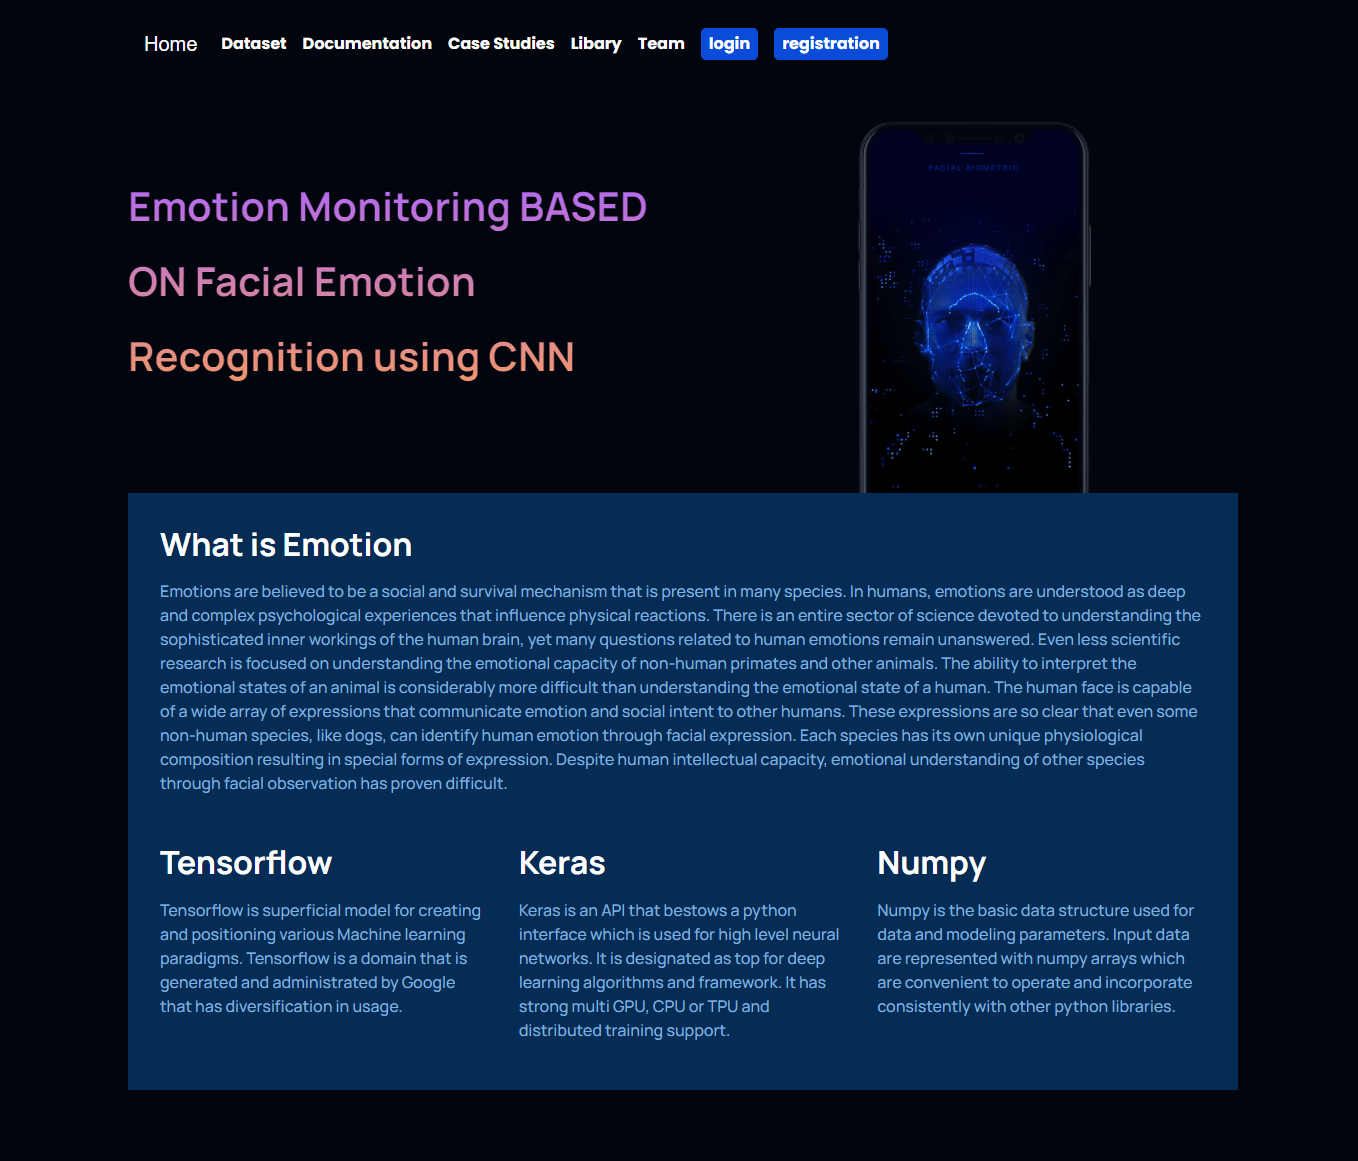 Home Dataset Documentation Case Studies Libary Team login registration
FACIAL BIOMETRIC
Emotion Monitoring BASED
ON Facial Emotion
Recognition using CNN
What is Emotion
Emotions are believed to be a social and survival mechanism that is present in many species. In humans, emotions are understood as deep
and complex psychological experiences that influence physical reactions. There is an entire sector of science devoted to understanding the
sophisticated inner workings of the human brain, yet many questions related to human emotions remain unanswered. Even less scientific
research is focused on understanding the emotional capacity of non-human primates and other animals. The ability to interpret the
emotional states of an animal is considerably more difficult than understanding the emotional state of a human. The human face is capable
of a wide array of expressions that communicate emotion and social intent to other humans. These expressions are so clear that even some
non-human species, like dogs, can identify human emotion through facial expression. Each species has its own unique physiological
composition resulting in special forms of expression. Despite human intellectual capacity, emotional understanding of other species
through facial observation has proven difficult.
Tensorflow
Tensorflow is superficial model for creating
and positioning various Machine learning
paradigms. Tensorflow is a domain that is
generated and administrated by Google
that has diversification in usage.
Keras
Keras is an API that bestows a python
interface which is used for high level neural
networks. It is designated as top for deep
learning algorithms and framework. It has
strong multi GPU, CPU or TPU and
distributed training support.
Numpy
Numpy is the basic data structure used for
data and modeling parameters. Input data
are represented with numpy arrays which
are convenient to operate and incorporate
consistently with other python libraries.